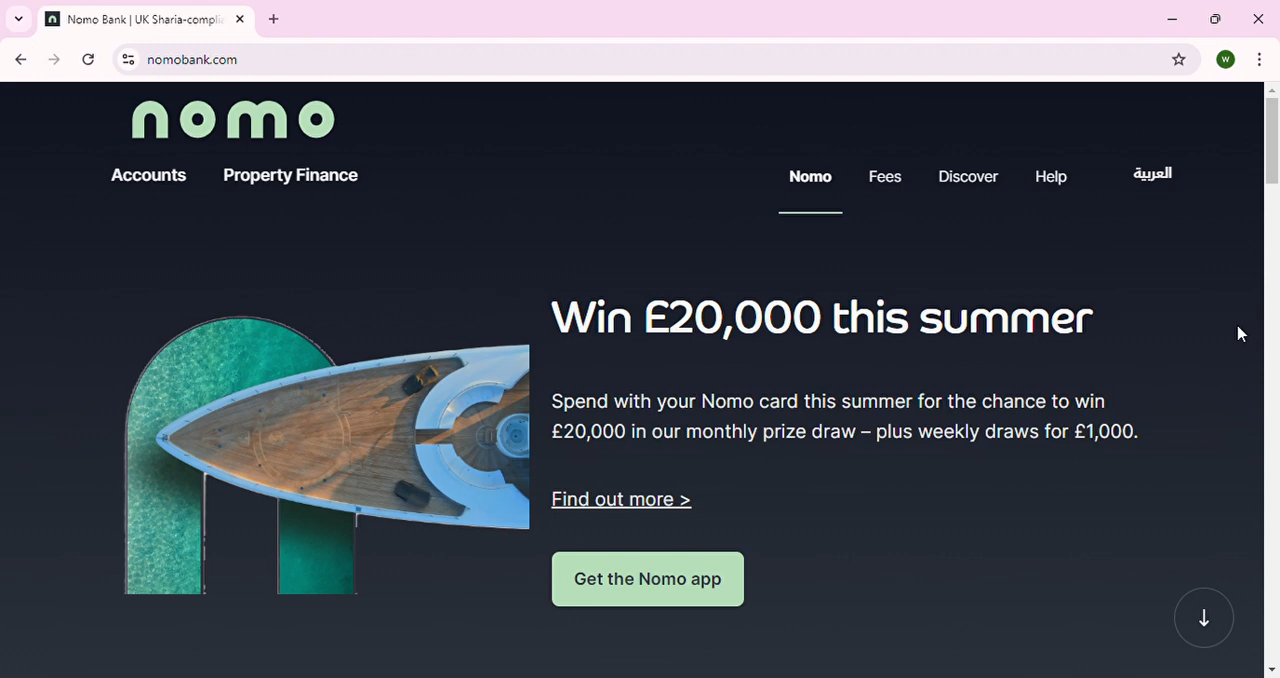 Nomo Bank | UK Sharia-compli
nomobank.com
W
nomo
Accounts Property Finance
Nomo Fees Discover Help العربية
Win £20,000 this summer
Spend with your Nomo card this summer for the chance to win
£20,000 in our monthly prize draw – plus weekly draws for £1,000.
Find out more >
Get the Nomo app